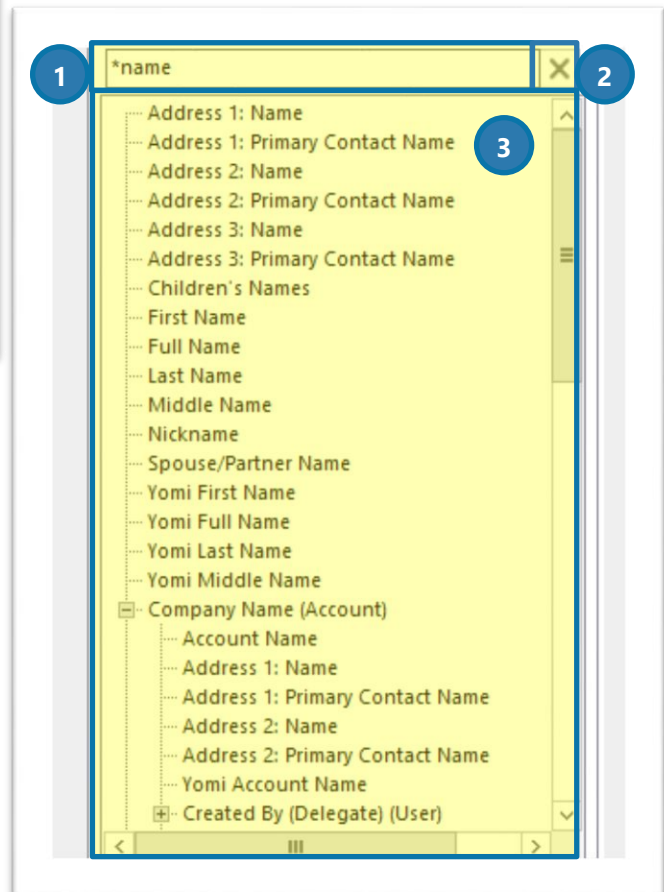 1
*name
2
3
Address 1: Name
Address 1: Primary Contact Name
Address 2: Name
Address 2: Primary Contact Name
Address 3: Name
Address 3: Primary Contact Name
Children's Names
First Name
Full Name
Last Name
Middle Name
Nickname
Spouse/Partner Name
Yomi First Name
Yomi Full Name
Yomi Last Name
Yomi Middle Name
Company Name (Account)
Account Name
Address 1: Name
Address 1: Primary Contact Name
Address 2: Name
Address 2: Primary Contact Name
Yomi Account Name
Created By (Delegate) (User)